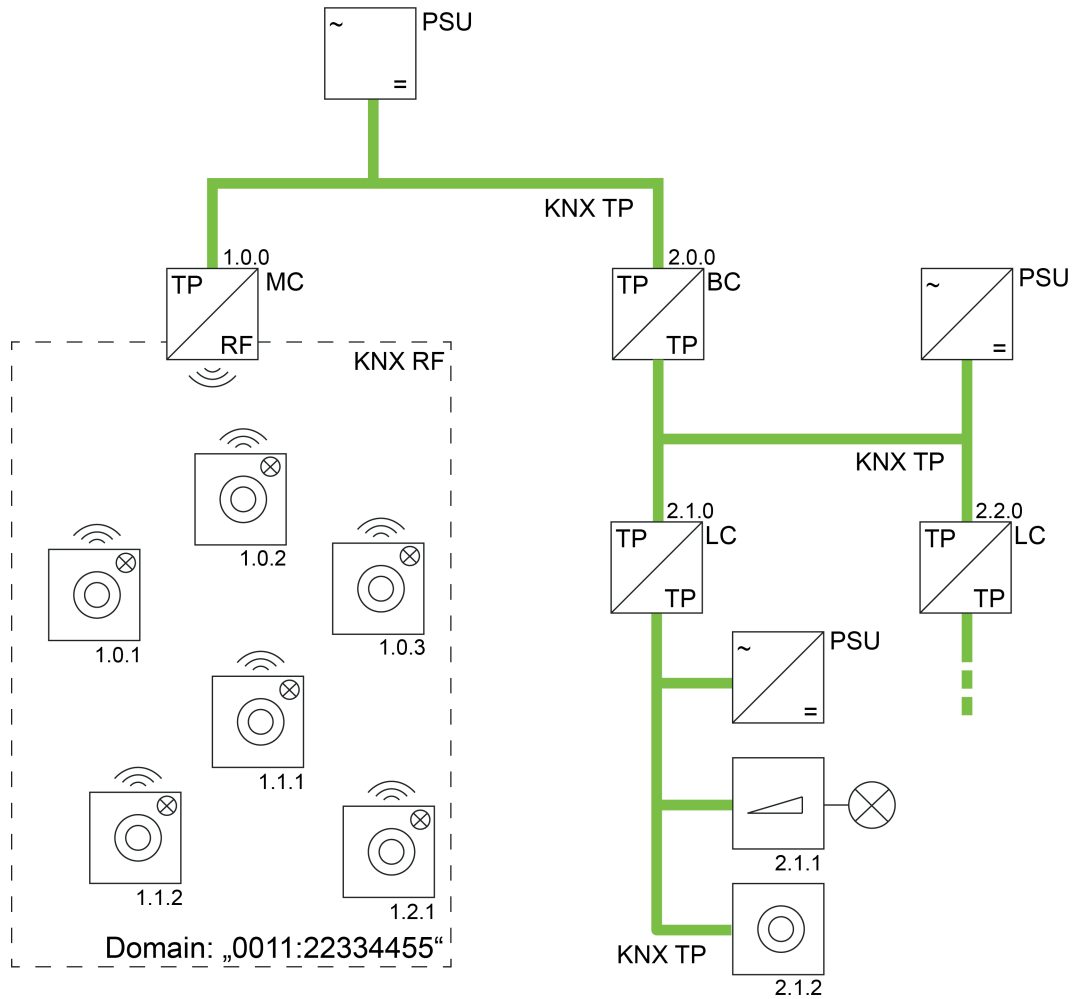 ~
PSU
=
KNX TP
1.0.0
TP
MC
RF
2.0.0
TP
BC
TP
~
PSU
=
KNX RF
KNX TP
1.0.2
1.0.1
1.0.3
1.1.1
1.1.2
1.2.1
Domain: „0011:22334455“
2.1.0
TP
LC
TP
2.2.0
TP
LC
TP
~
PSU
=
2.1.1
KNX TP
2.1.2